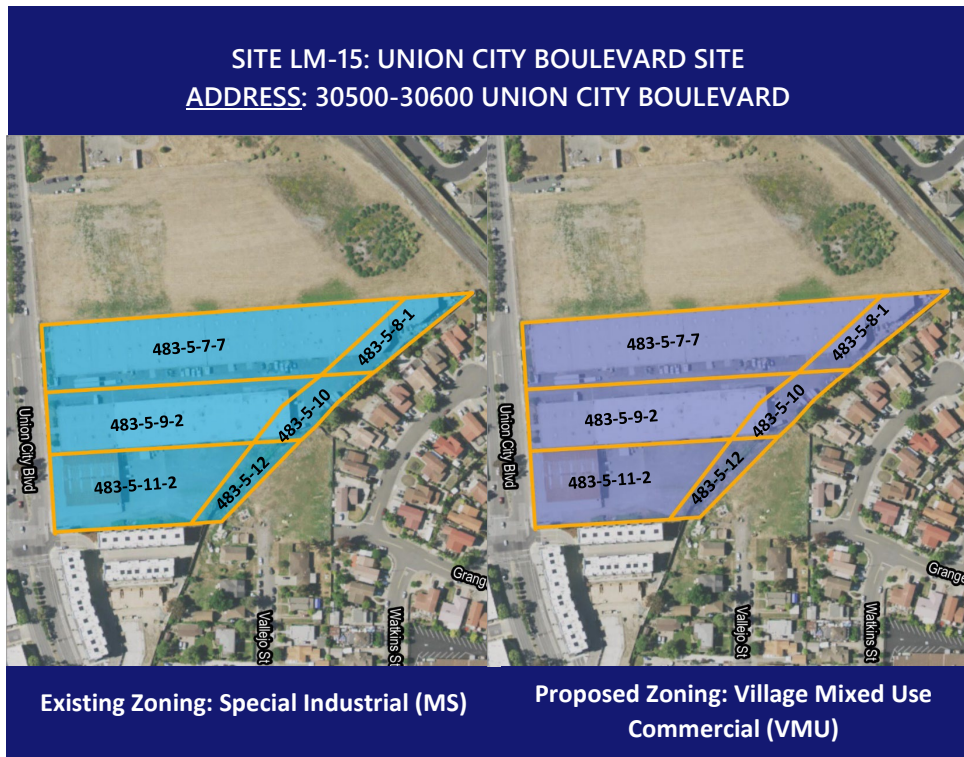 SITE LM-15: UNION CITY BOULEVARD SITE
ADDRESS: 30500-30600 UNION CITY BOULEVARD
483-5-7-7
483-5-8-1
483-5-9-2
483-5-10
483-5-11-2
483-5-12
Union City Blvd
Vallejo St
Watkins St
Grange
483-5-7-7
483-5-8-1
483-5-9-2
483-5-10
483-5-11-2
483-5-12
Union City Blvd
Vallejo St
Watkins St
Grange
Existing Zoning: Special Industrial (MS)
Proposed Zoning: Village Mixed Use
Commercial (VMU)